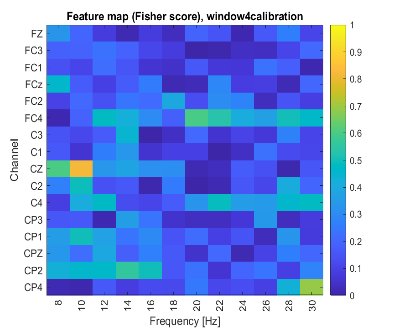 Feature map (Fisher score), window4calibration
Channel
FZ
FC3
FC1
FCz
FC2
FC4
C3
C1
CZ
C2
C4
CP3
CP1
CPZ
CP2
CP4
8 10 12 14 16 18 20 22 24 26 28 30
Frequency [Hz]
1
0.9
0.8
0.7
0.6
0.5
0.4
0.3
0.2
0.1
0